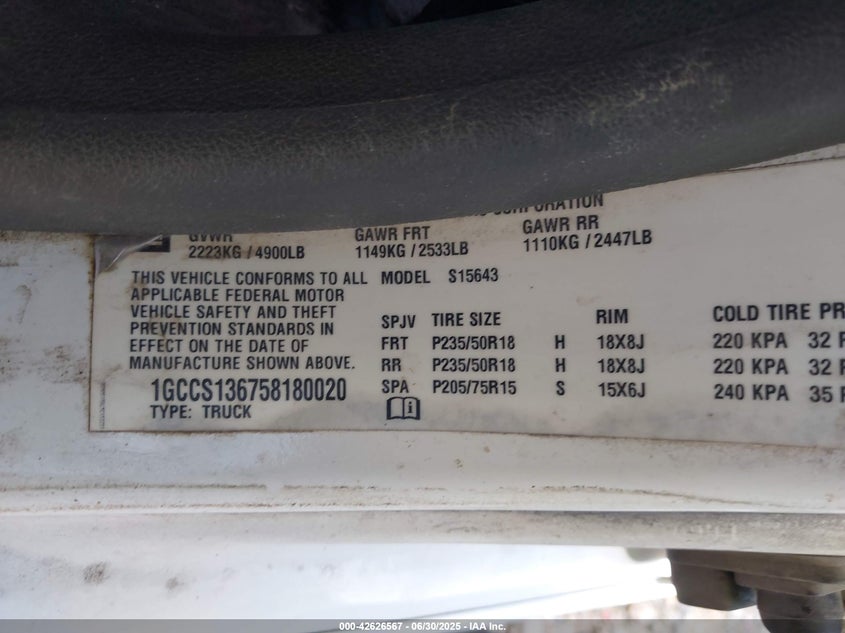 CORPORATION
GVWR GAWR FRT GAWR RR
2223KG / 4900LB 1149KG / 2533LB 1110KG / 2447LB
THIS VEHICLE CONFORMS TO ALL
APPLICABLE FEDERAL MOTOR
VEHICLE SAFETY AND THEFT
PREVENTION STANDARDS IN
EFFECT ON THE DATE OF
MANUFACTURE SHOWN ABOVE.
1GCCS136758180020
TYPE: TRUCK
MODEL S15643
SPJV TIRE SIZE RIM COLD TIRE PR
FRT P235/50R18 H 18X8J 220 KPA 32 P
RR P235/50R18 H 18X8J 220 KPA 32 P
SPA P205/75R15 S 15X6J 240 KPA 35 P
000-42626567 - 06/30/2025 - IAA Inc.